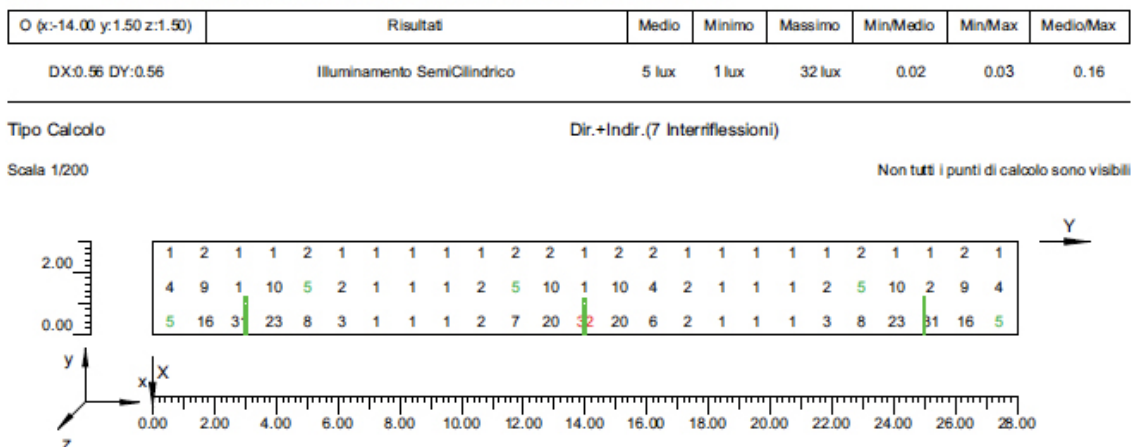 O (x:-14.00 y:1.50 z:1.50) Risultati Medio Minimo Massimo Min/Medio Min/Max Medio/Max
DX:0.56 DY:0.56 Illuminamento SemiCilindrico 5 lux 1 lux 32 lux 0.02 0.03 0.16
Tipo Calcolo Dir.+Indir.(7 Interriflessioni)
Scala 1/200 Non tutti i punti di calcolo sono visibili
Y
1 2 1 1 2 1 1 1 1 1 2 2 1 2 2 1 1 1 1 1 2 1 1 2 1
2.00
4 9 1 10 5 2 1 1 1 2 5 10 1 10 4 2 1 1 1 2 5 10 2 9 4
0.00 5 16 31 23 8 3 1 1 1 2 7 20 32 20 6 2 1 1 1 3 8 23 31 16 5
y x X
z 0.00 2.00 4.00 6.00 8.00 10.00 12.00 14.00 16.00 18.00 20.00 22.00 24.00 26.00 28.00